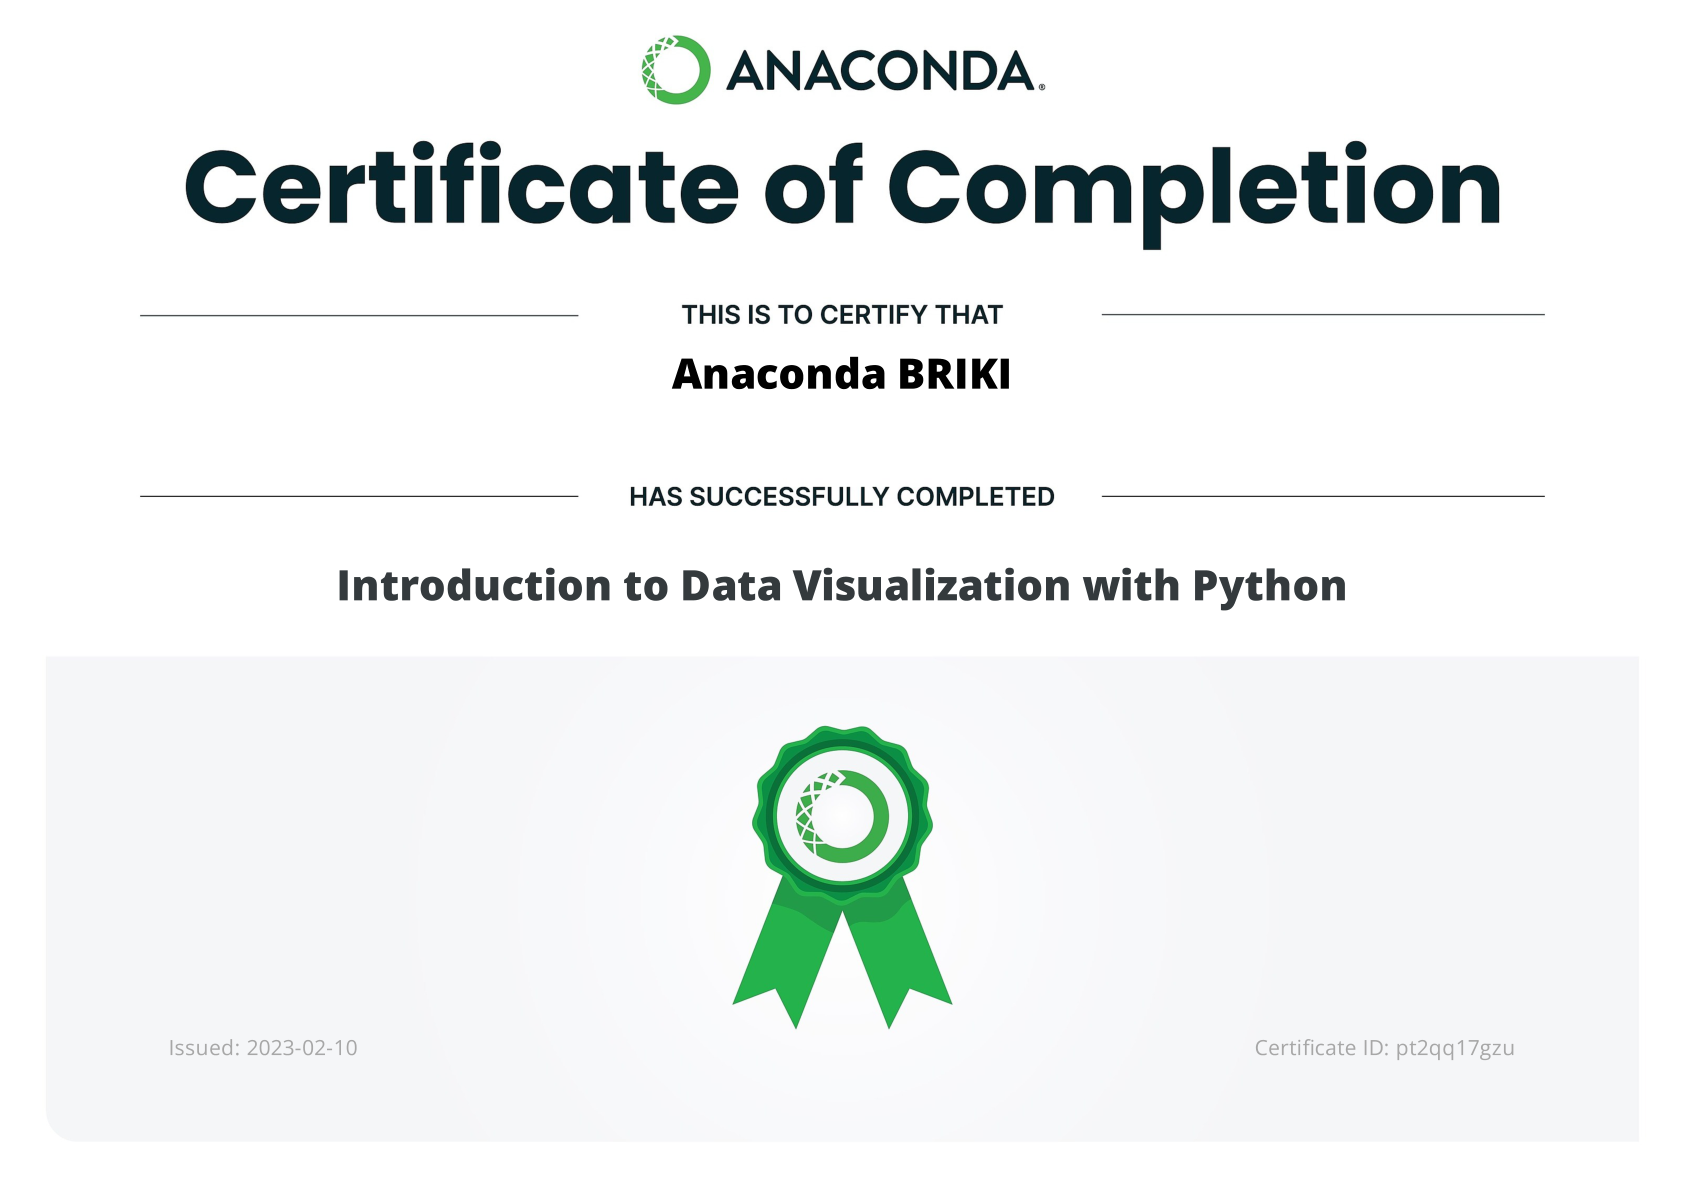 ANACONDA®
Certificate of Completion
THIS IS TO CERTIFY THAT
Anaconda BRIKI
HAS SUCCESSFULLY COMPLETED
Introduction to Data Visualization with Python
Issued: 2023-02-10
Certificate ID: pt2qq17gzu